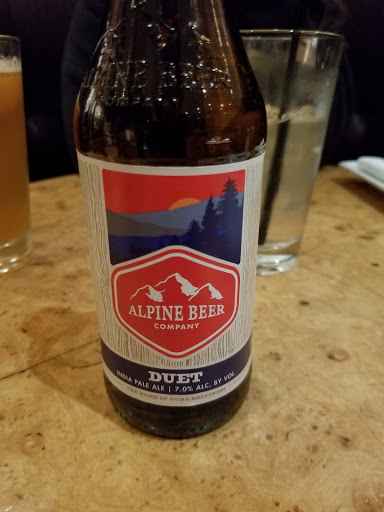 ALPINE BEER
COMPANY
DUET
INDIA PALE ALE | 7.0% ALC. BY VOL.